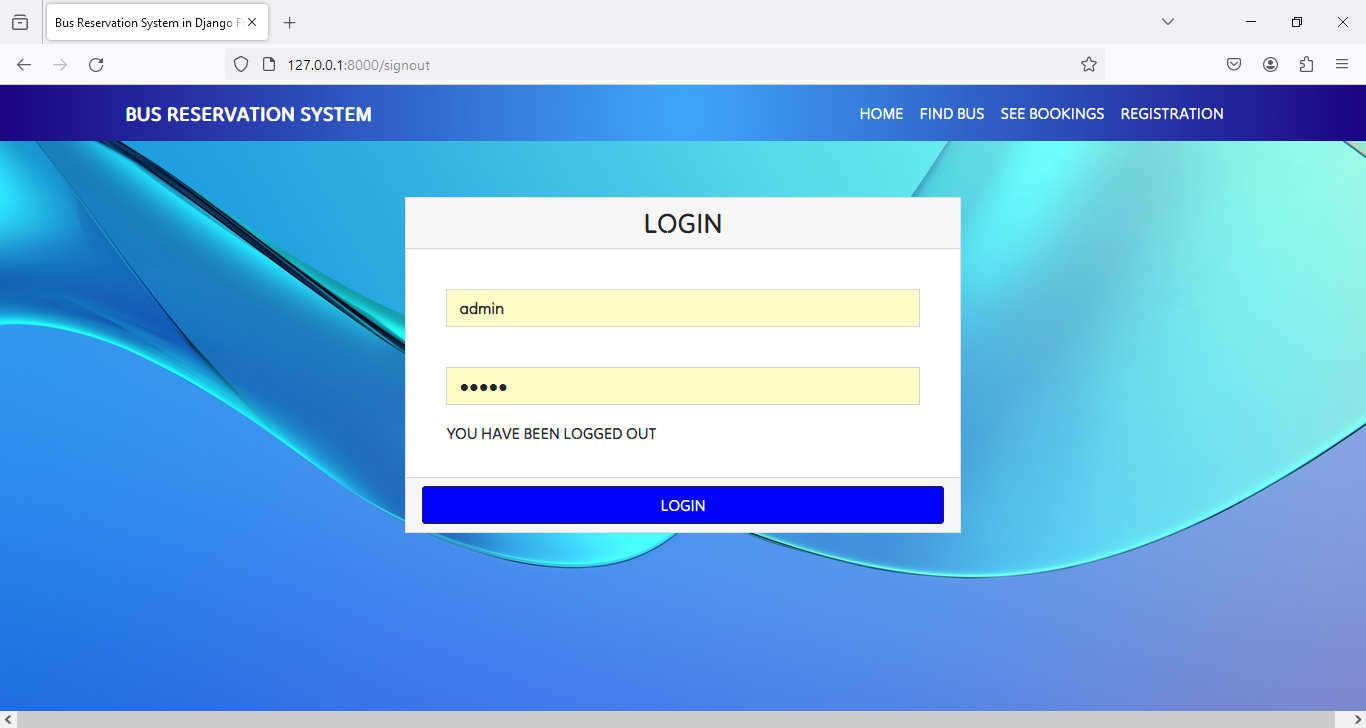 Bus Reservation System in Django F
127.0.0.1:8000/signout
BUS RESERVATION SYSTEM
HOME FIND BUS SEE BOOKINGS REGISTRATION
LOGIN
admin
●●●●●
YOU HAVE BEEN LOGGED OUT
LOGIN